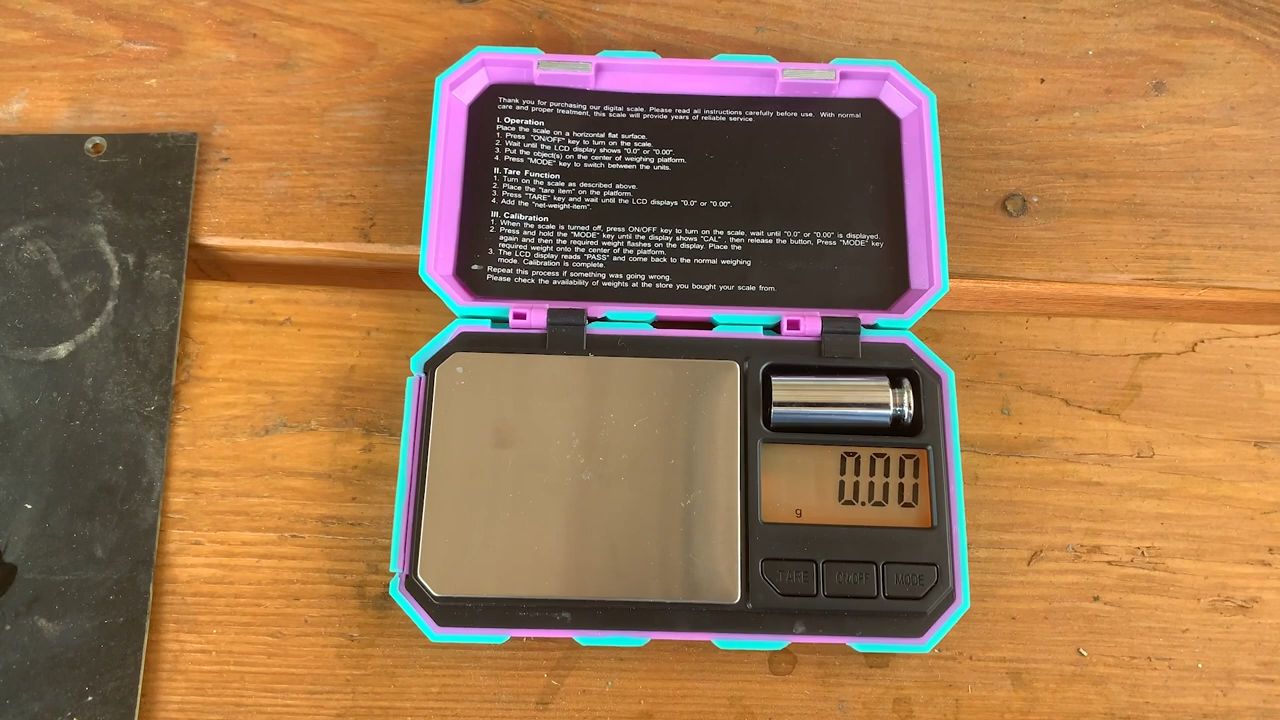 Thank you for purchasing our digital scale. Please read all instructions carefully before use. With normal
care and proper treatment, this scale will provide years of reliable service.
I. Operation
Place the scale on a horizontal flat surface.
1. Press "ON/OFF" key to turn on the scale.
2. Wait until the LCD display shows "0.0" or "0.00".
3. Put the object(s) on the center of weighing platform.
4. Press "MODE" key to switch between the units.
II. Tare Function
1. Turn on the scale as described above.
2. Place the "tare item" on the platform.
3. Press "TARE" key and wait until the LCD displays "0.0" or "0.00".
4. Add the "net-weight-item".
III. Calibration
1. When the scale is turned off, press ON/OFF key to turn on the scale, wait until "0.0" or "0.00" is displayed.
2. Press and hold the "MODE" key until the display shows "CAL" , then release the button, Press "MODE" key
again and then the required weight flashes on the display. Place the
required weight onto the center of the platform.
3. The LCD display reads "PASS" and come back to the normal weighing
mode. Calibration is complete.
Repeat this process if something was going wrong.
Please check the availability of weights at the store you bought your scale from.
0.00
g
TARE ON/OFF MODE